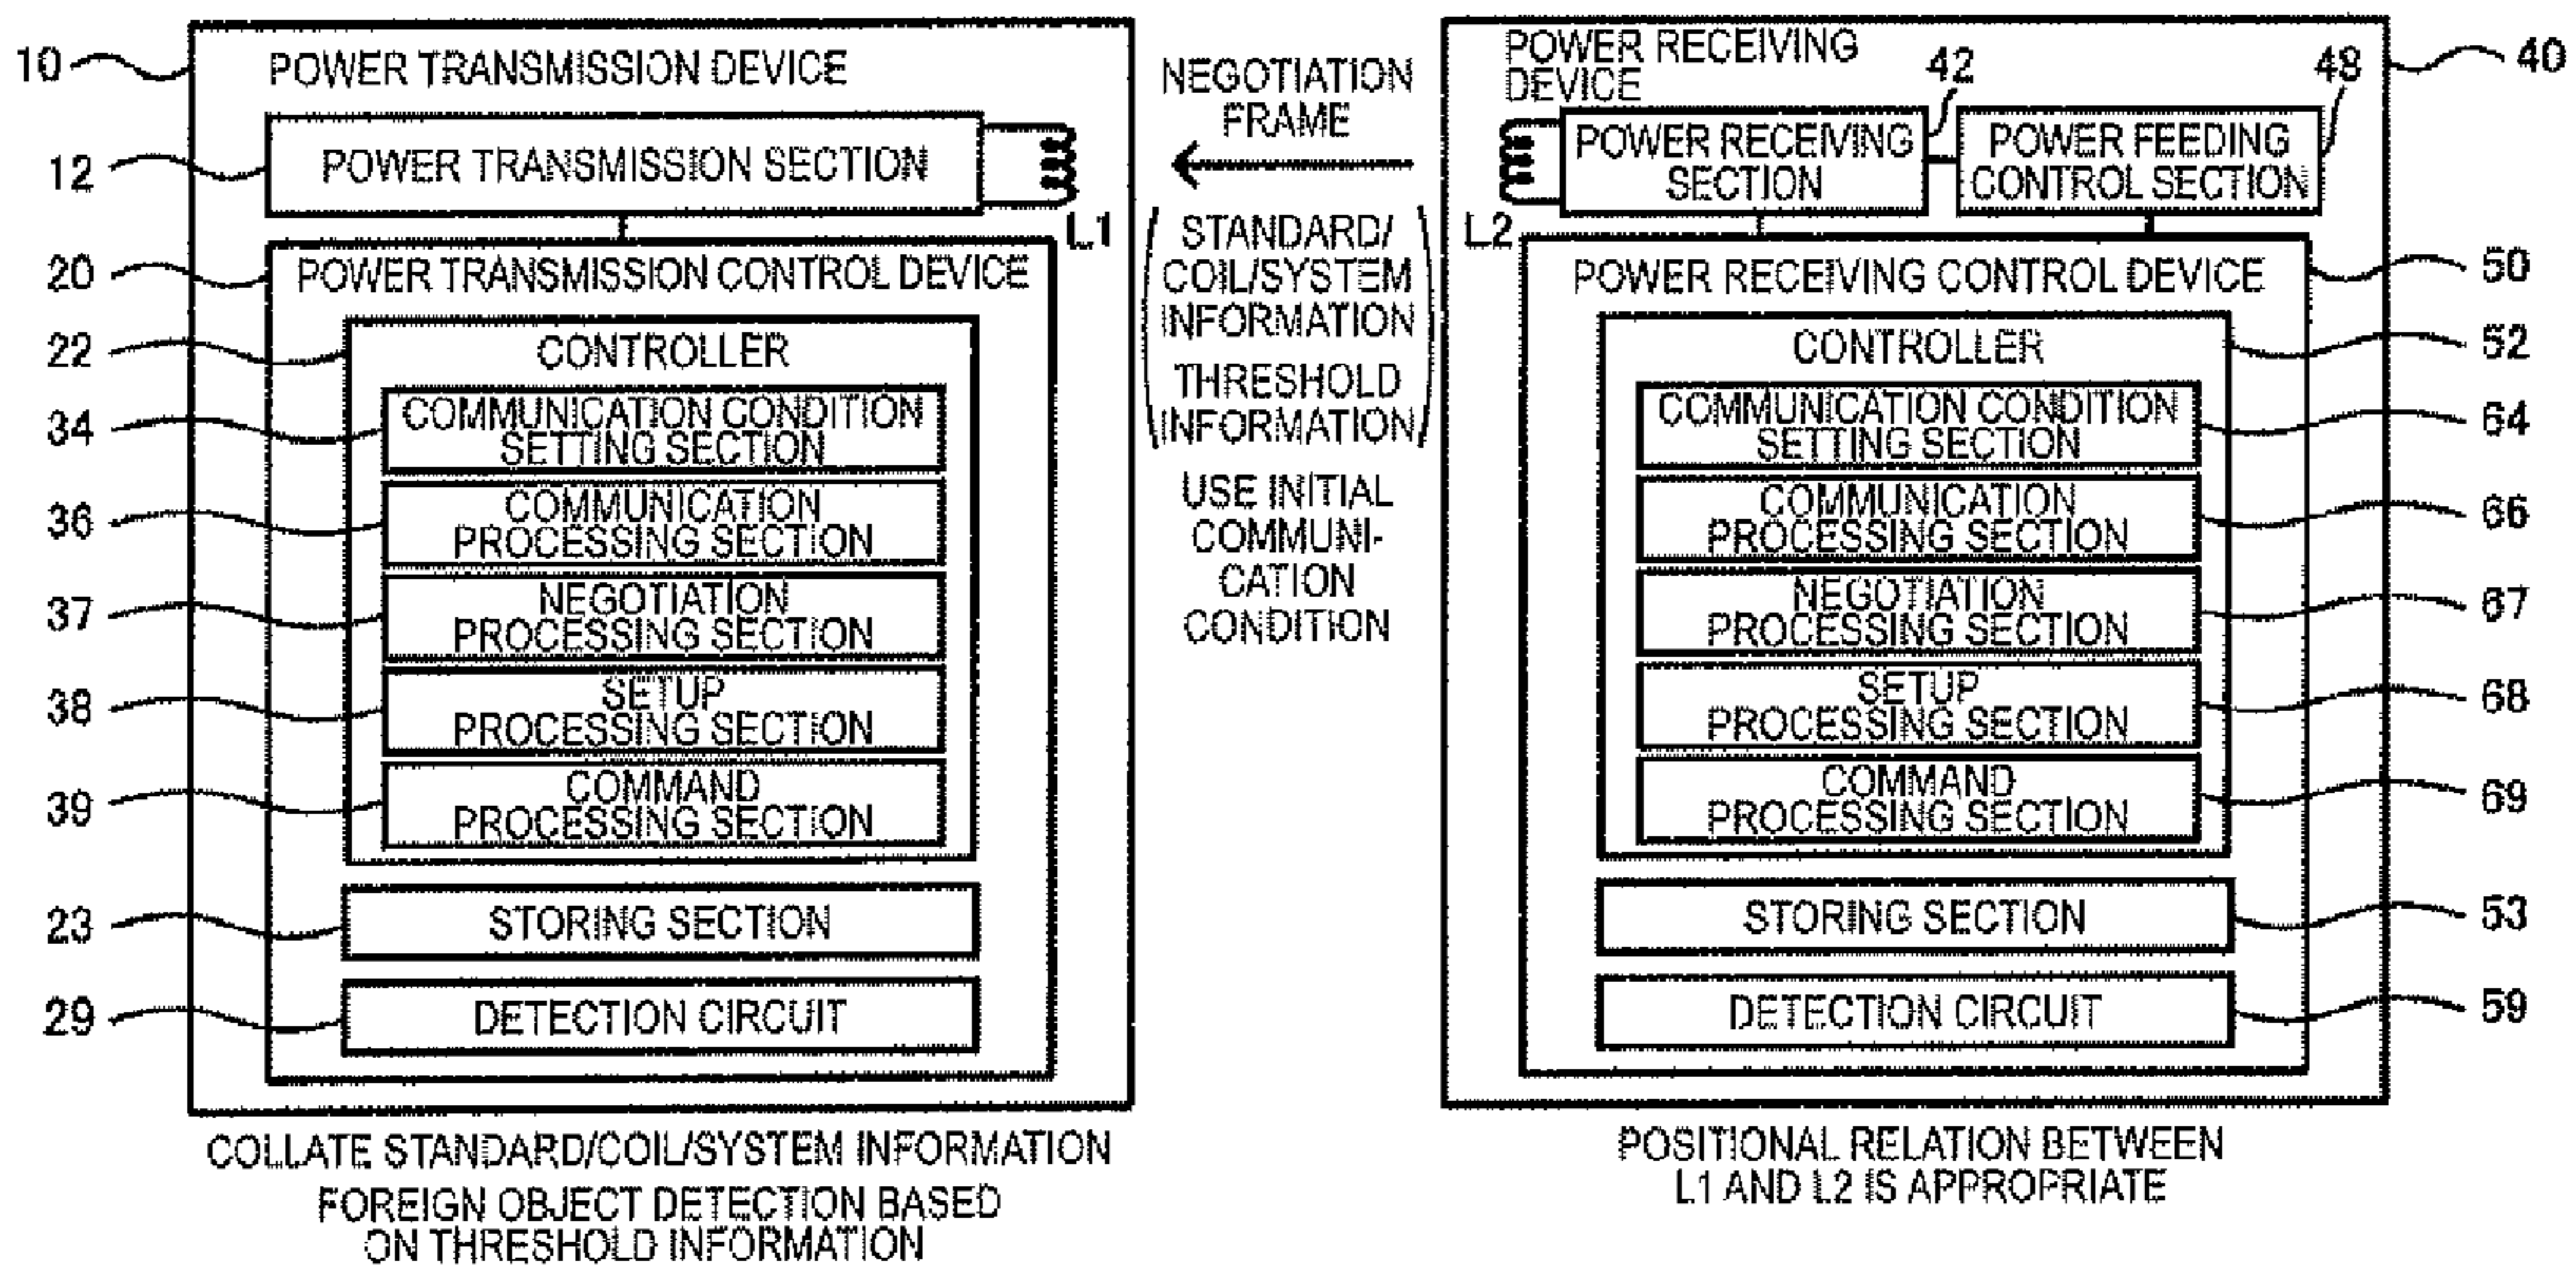 10
POWER TRANSMISSION DEVICE
12
POWER TRANSMISSION SECTION
L1
20
POWER TRANSMISSION CONTROL DEVICE
22
CONTROLLER
34
COMMUNICATION CONDITION
SETTING SECTION
36
COMMUNICATION
PROCESSING SECTION
37
NEGOTIATION
PROCESSING SECTION
38
SETUP
PROCESSING SECTION
39
COMMAND
PROCESSING SECTION
23
STORING SECTION
29
DETECTION CIRCUIT
COLLATE STANDARD/COIL/SYSTEM INFORMATION
FOREIGN OBJECT DETECTION BASED
ON THRESHOLD INFORMATION
NEGOTIATION
FRAME
STANDARD/
COIL/SYSTEM
INFORMATION
THRESHOLD
INFORMATION
USE INITIAL
COMMUNI-
CATION
CONDITION
POWER RECEIVING
DEVICE
40
42
48
POWER RECEIVING
SECTION
POWER FEEDING
CONTROL SECTION
L2
POWER RECEIVING CONTROL DEVICE
50
CONTROLLER
52
COMMUNICATION CONDITION
SETTING SECTION
64
COMMUNICATION
PROCESSING SECTION
66
NEGOTIATION
PROCESSING SECTION
67
SETUP
PROCESSING SECTION
68
COMMAND
PROCESSING SECTION
69
STORING SECTION
53
DETECTION CIRCUIT
59
POSITIONAL RELATION BETWEEN
L1 AND L2 IS APPROPRIATE